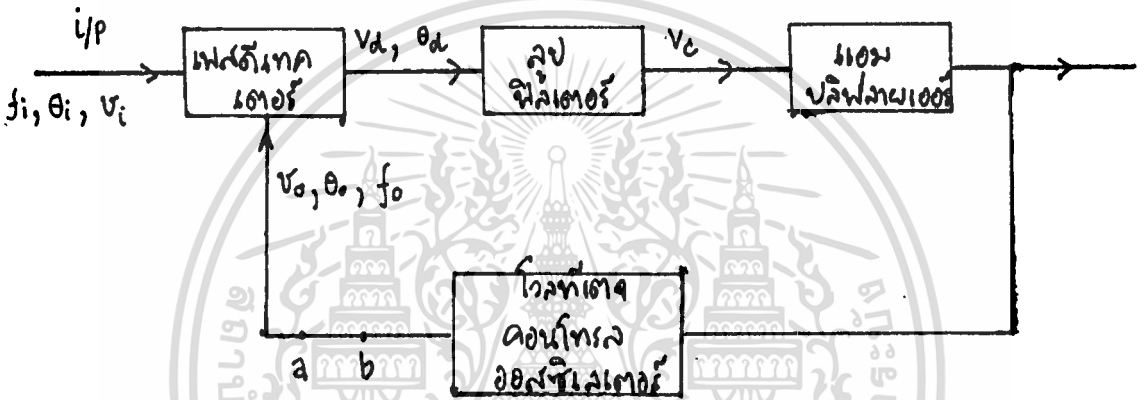 i/p
fi, θi, vi
เฟสดีเทค
เตอร์
Vd, θd
ลูป
ฟิลเตอร์
Vc
แอม
ปลิฟลายเออร์
vo, θo, fo
a
b
โวลท์เตจ
คอนโทรล
ออสซิเลเตอร์